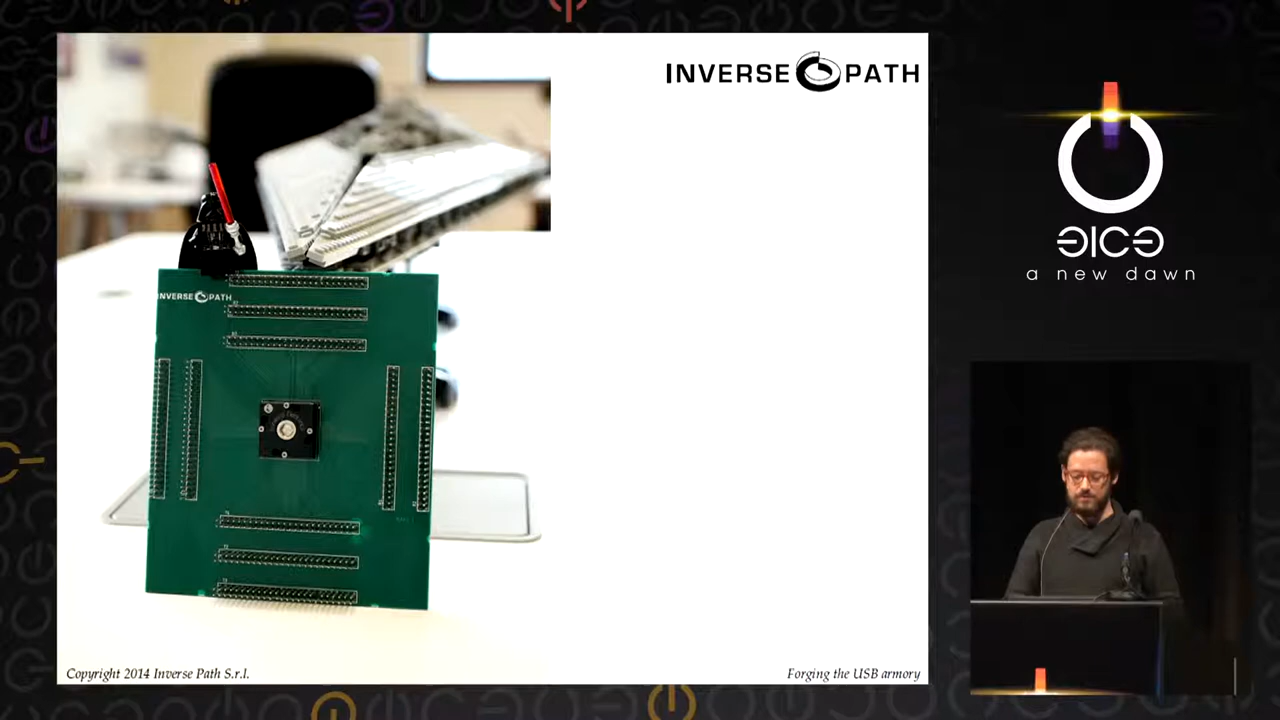 INVERSE PATH
INVERSE PATH
Copyright 2014 Inverse Path S.r.l.
Forging the USB armory
a new dawn